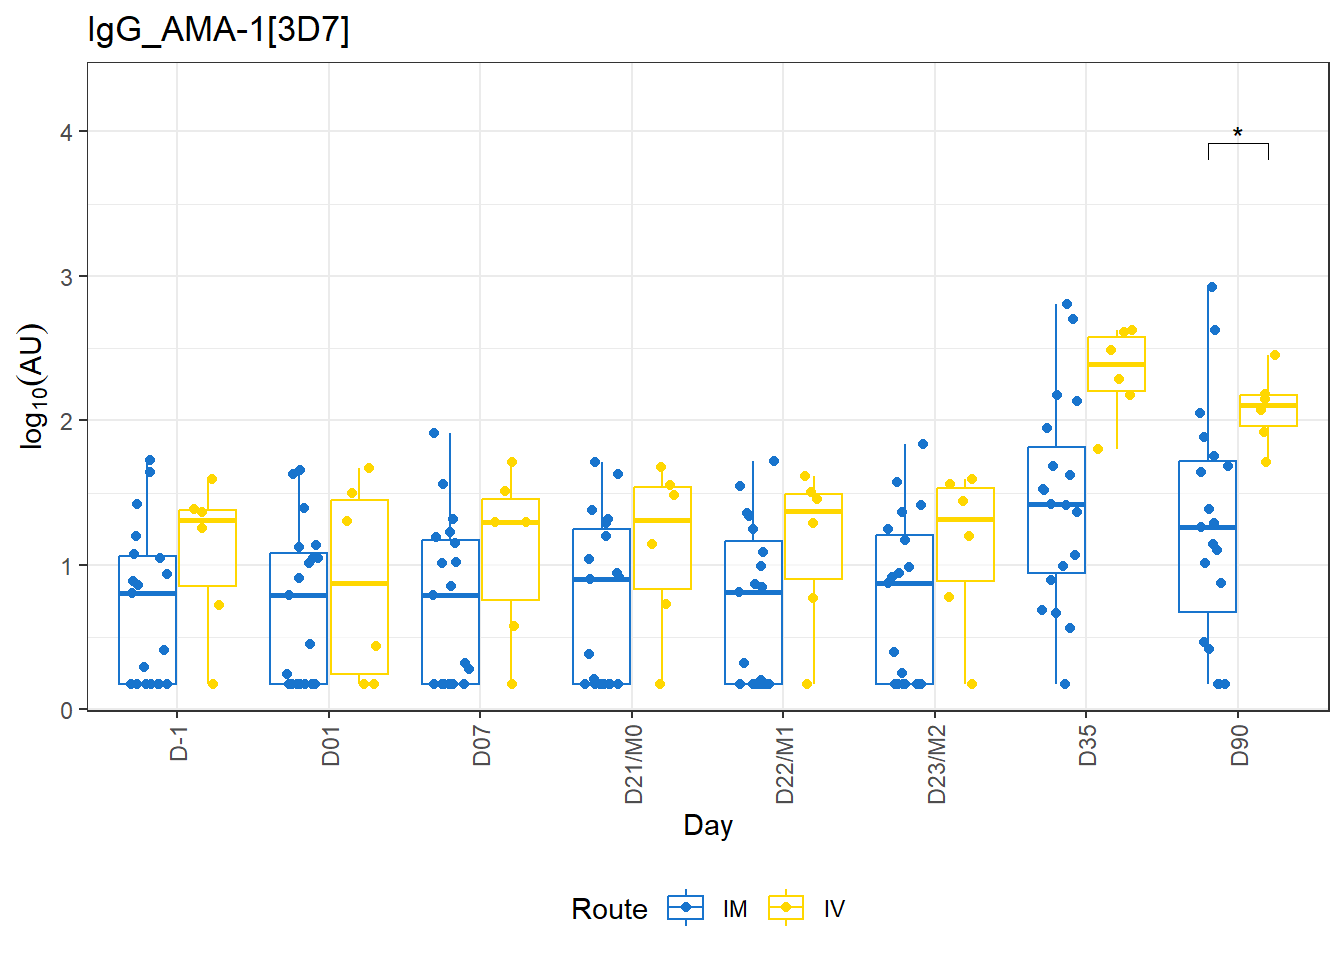 IgG_AMA-1[3D7]
log₁₀(AU)
4
3
2
1
0
*
D-1
D01
D07
D21/M0
D22/M1
D23/M2
D35
D90
Day
Route IM IV